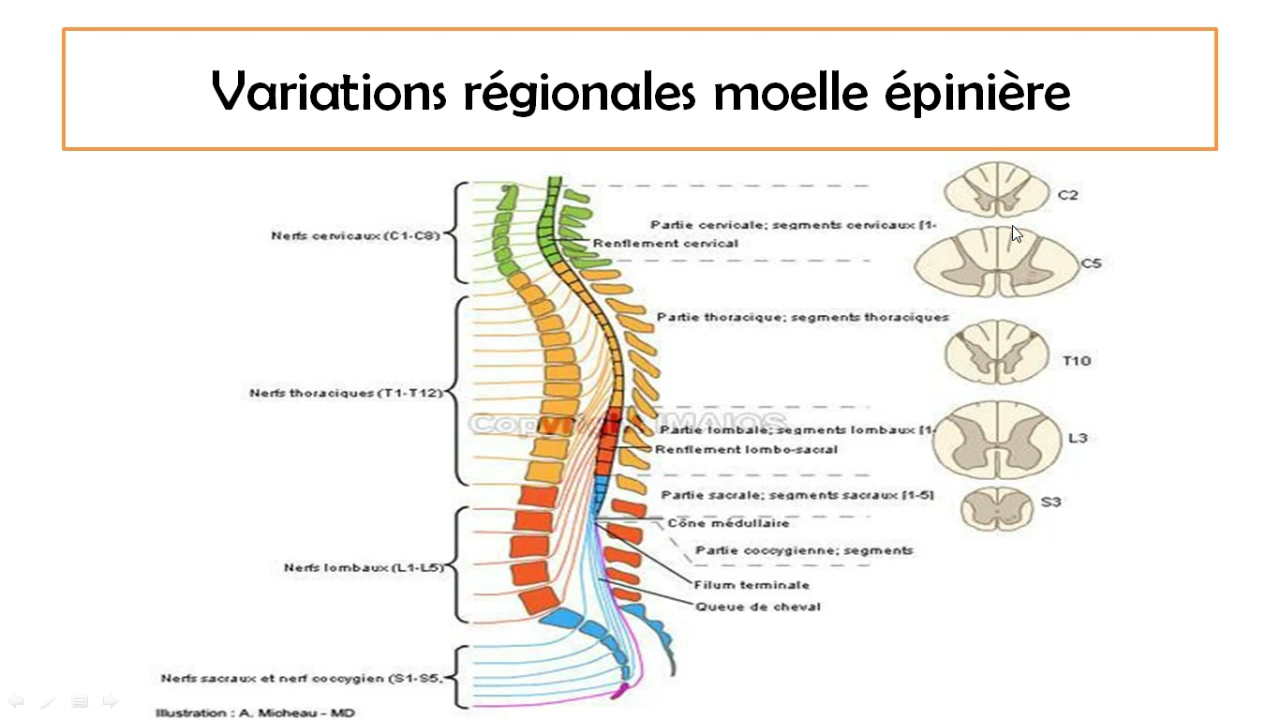 Variations régionales moelle épinière
C2
Partie cervicale; segments cervicaux [1-
Nerfs cervicaux (C1-C8)
Renflement cervical
C5
Partie thoracique; segments thoraciques
T10
Nerfs thoraciques (T1-T12)
Copyright IMAIOS
Partie lombale; segments lombaux [1-
L3
Renflement lombo-sacral
Partie sacrale; segments sacraux [1-5]
S3
Cône médullaire
Partie coccygienne; segments
Nerfs lombaux (L1-L5)
Filum terminale
Queue de cheval
Nerfs sacraux et nerf coccygien (S1-S5,
Illustration : A. Micheau - MD